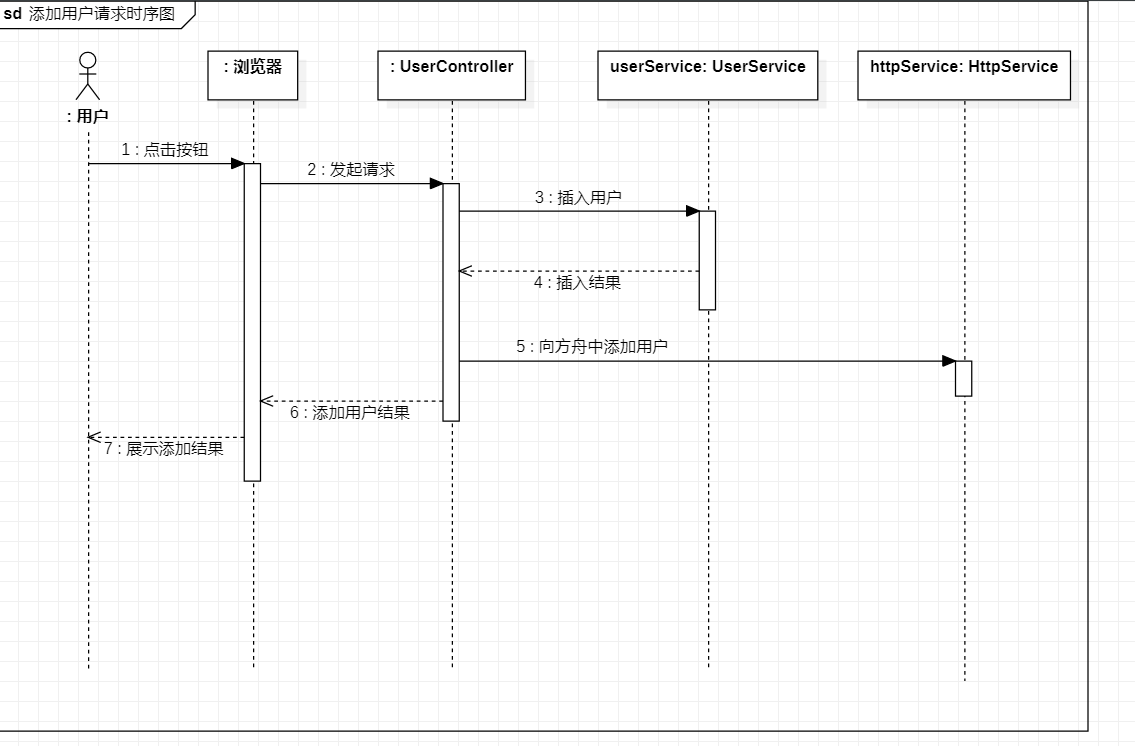 sd 添加用户请求时序图
: 用户
: 浏览器
: UserController
userService: UserService
httpService: HttpService
1 : 点击按钮
2 : 发起请求
3 : 插入用户
4 : 插入结果
5 : 向方舟中添加用户
6 : 添加用户结果
7 : 展示添加结果